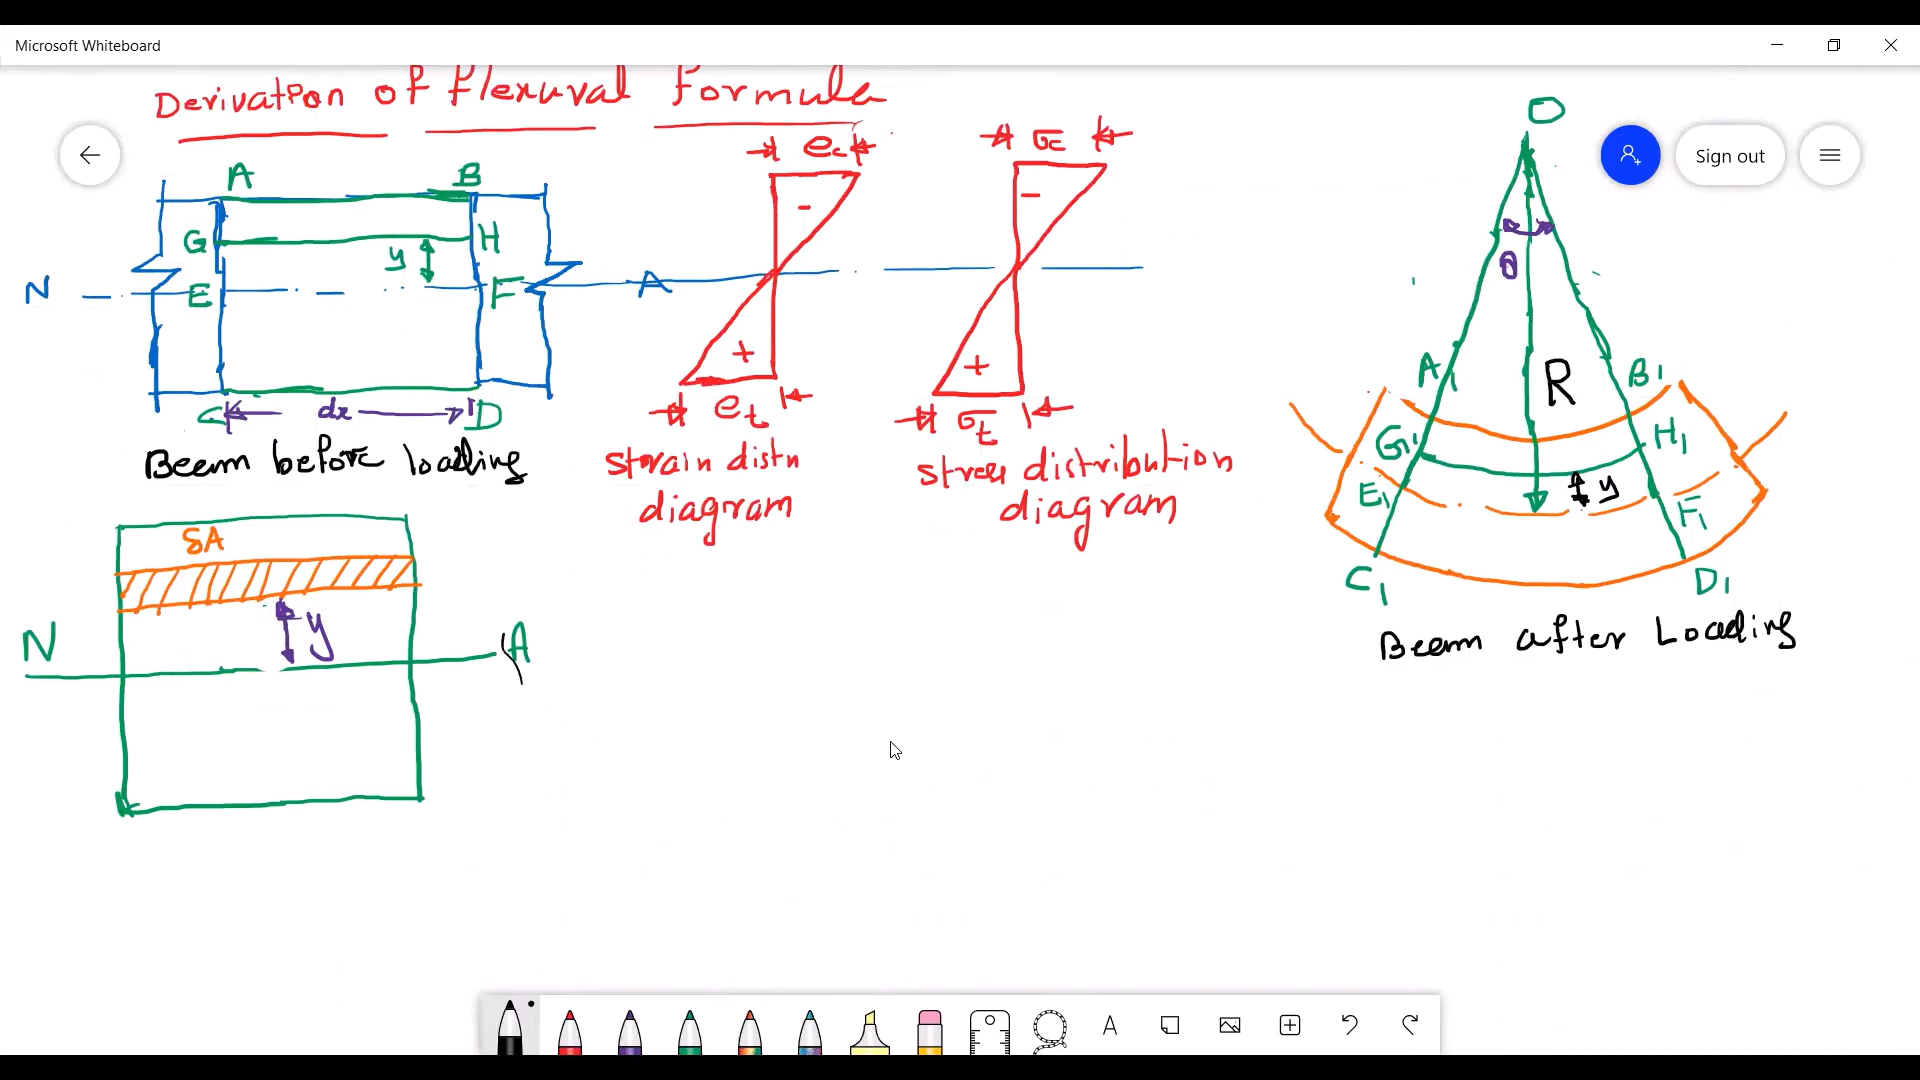 Microsoft Whiteboard
Derivation of flexural formula
Sign out
A B
G H
y
N E F A
C dx D
Beam before loading
ec
-
+
et
strain distn
diagram
σc
-
+
σt
stress distribution
diagram
O
θ
R
A1 B1
G1 H1
E1 y F1
C1 D1
Beam after Loading
δA
y
N A